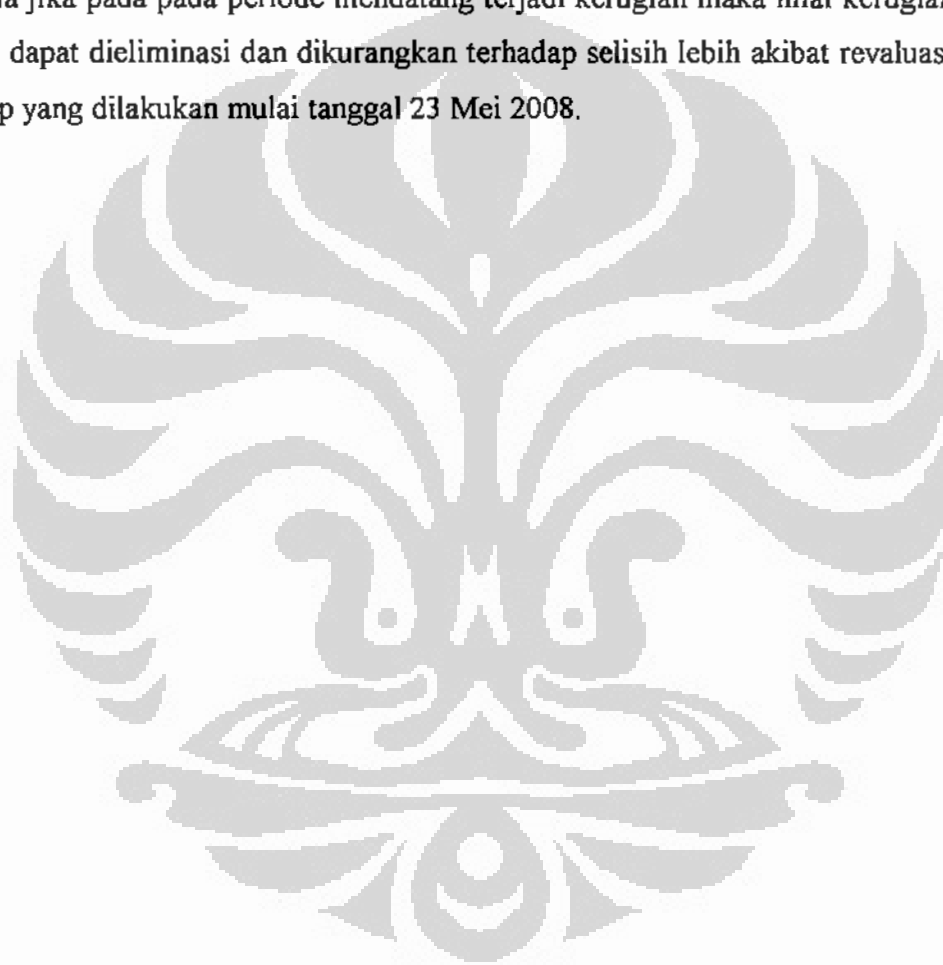 jika pada pada periode mendatang terjadi kerugian maka nilai kerugian
dapat dieliminasi dan dikurangkan terhadap selisih lebih akibat revaluas
p yang dilakukan mulai tanggal 23 Mei 2008.